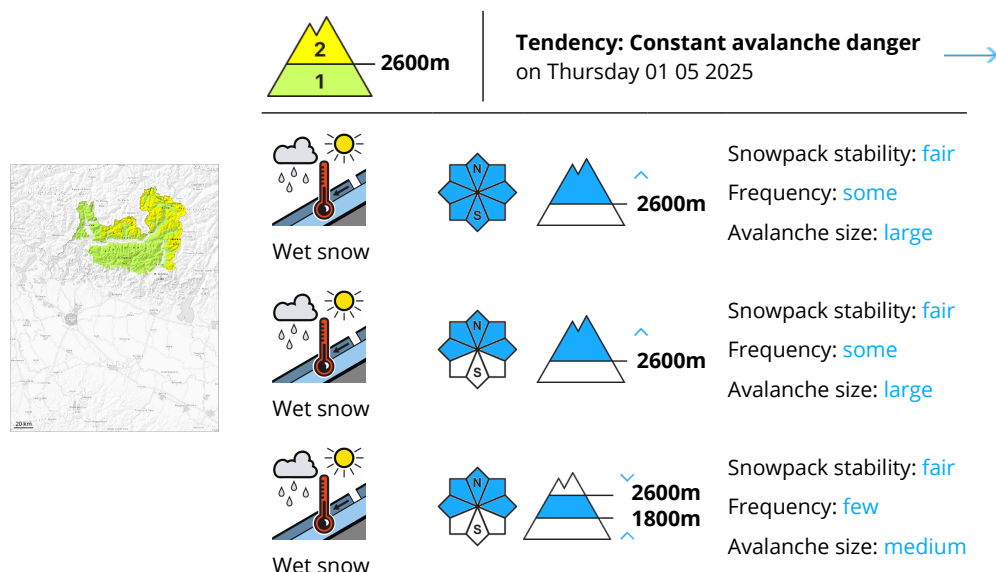 2
1
2600m
Tendency: Constant avalanche danger
on Thursday 01 05 2025
N
S
2600m
Snowpack stability: fair
Frequency: some
Avalanche size: large
Wet snow
N
S
2600m
Snowpack stability: fair
Frequency: some
Avalanche size: large
Wet snow
N
S
2600m
1800m
Snowpack stability: fair
Frequency: few
Avalanche size: medium
Wet snow
20 km